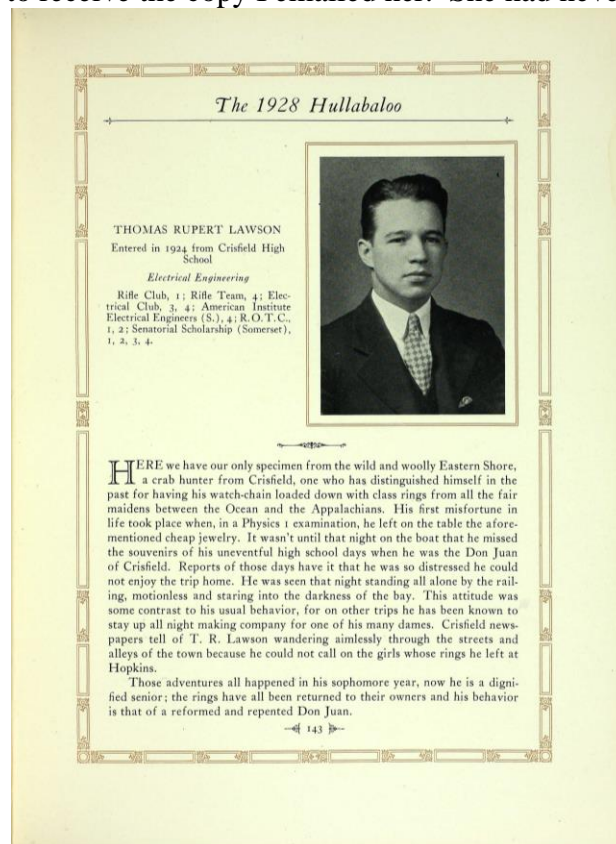 to receive the copy I emailed her. She had neve
The 1928 Hullabaloo
THOMAS RUPERT LAWSON
Entered in 1924 from Crisfield High
School
Electrical Engineering
Rifle Club, 1; Rifle Team, 4; Elec-
trical Club, 3, 4; American Institute
Electrical Engineers (S.), 4; R.O.T.C.,
1, 2; Senatorial Scholarship (Somerset),
1, 2, 3, 4.
HERE we have our only specimen from the wild and woolly Eastern Shore,
a crab hunter from Crisfield, one who has distinguished himself in the
past for having his watch-chain loaded down with class rings from all the fair
maidens between the Ocean and the Appalachians. His first misfortune in
life took place when, in a Physics 1 examination, he left on the table the afore-
mentioned cheap jewelry. It wasn't until that night on the boat that he missed
the souvenirs of his uneventful high school days when he was the Don Juan
of Crisfield. Reports of those days have it that he was so distressed he could
not enjoy the trip home. He was seen that night standing all alone by the rail-
ing, motionless and staring into the darkness of the bay. This attitude was
some contrast to his usual behavior, for on other trips he has been known to
stay up all night making company for one of his many dames. Crisfield news-
papers tell of T. R. Lawson wandering aimlessly through the streets and
alleys of the town because he could not call on the girls whose rings he left at
Hopkins.
Those adventures all happened in his sophomore year, now he is a digni-
fied senior; the rings have all been returned to their owners and his behavior
is that of a reformed and repented Don Juan.
143